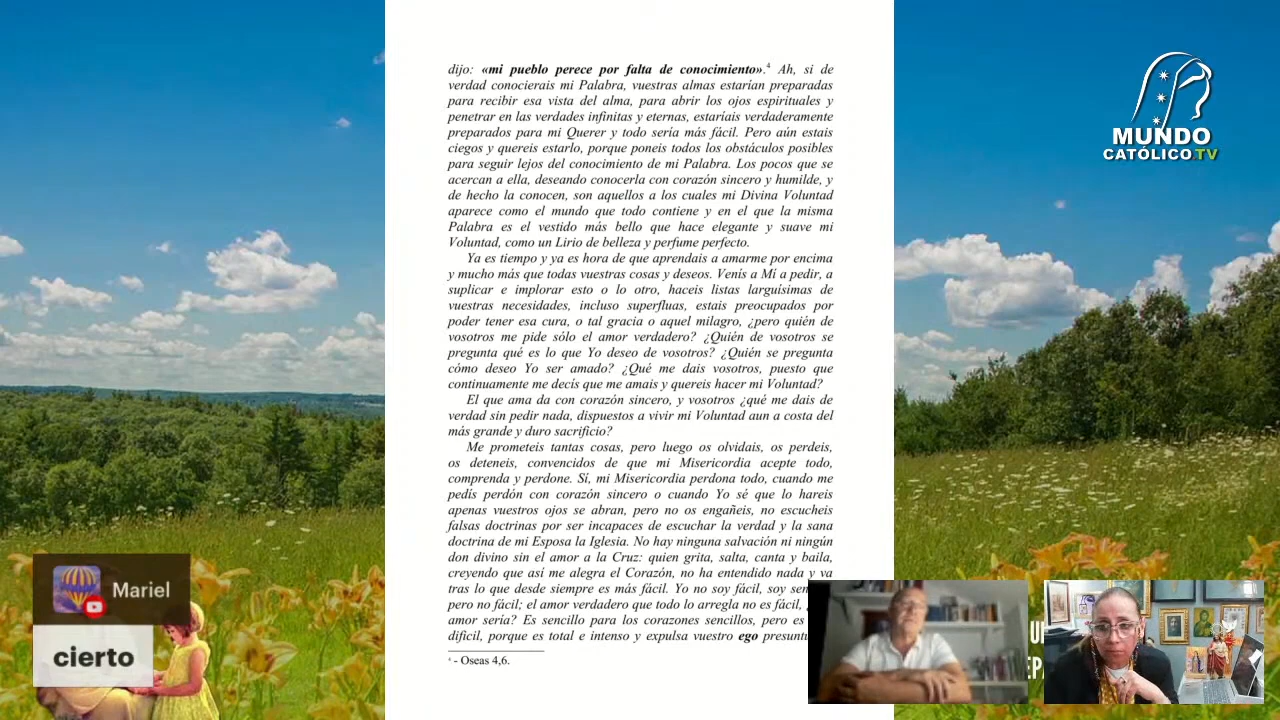 dijo: «mi pueblo perece por falta de conocimiento».⁴ Ah, si de
verdad conocierais mi Palabra, vuestras almas estarían preparadas
para recibir esa vista del alma, para abrir los ojos espirituales y
penetrar en las verdades infinitas y eternas, estaríais verdaderamente
preparados para mi Querer y todo sería más fácil. Pero aún estais
ciegos y quereis estarlo, porque poneis todos los obstáculos posibles
para seguir lejos del conocimiento de mi Palabra. Los pocos que se
acercan a ella, deseando conocerla con corazón sincero y humilde, y
de hecho la conocen, son aquellos a los cuales mi Divina Voluntad
aparece como el mundo que todo contiene y en el que la misma
Palabra es el vestido más bello que hace elegante y suave mi
Voluntad, como un Lirio de belleza y perfume perfecto.
Ya es tiempo y ya es hora de que aprendais a amarme por encima
y mucho más que todas vuestras cosas y deseos. Venís a Mí a pedir, a
suplicar e implorar esto o lo otro, haceis listas larguísimas de
vuestras necesidades, incluso superfluas, estais preocupados por
poder tener esa cura, o tal gracia o aquel milagro, ¿pero quién de
vosotros me pide sólo el amor verdadero? ¿Quién de vosotros se
pregunta qué es lo que Yo deseo de vosotros? ¿Quién se pregunta
cómo deseo Yo ser amado? ¿Qué me dais vosotros, puesto que
continuamente me decís que me amais y quereis hacer mi Voluntad?
El que ama da con corazón sincero, y vosotros ¿qué me dais de
verdad sin pedir nada, dispuestos a vivir mi Voluntad aun a costa del
más grande y duro sacrificio?
Me prometeis tantas cosas, pero luego os olvidais, os perdeis,
os deteneis, convencidos de que mi Misericordia acepte todo,
comprenda y perdone. Sí, mi Misericordia perdona todo, cuando me
pedís perdón con corazón sincero o cuando Yo sé que lo hareis
apenas vuestros ojos se abran, pero no os engañeis, no escucheis
falsas doctrinas por ser incapaces de escuchar la verdad y la sana
doctrina de mi Esposa la Iglesia. No hay ninguna salvación ni ningún
don divino sin el amor a la Cruz: quien grita, salta, canta y baila,
creyendo que así me alegra el Corazón, no ha entendido nada y va
tras lo que desde siempre es más fácil. Yo no soy fácil, soy
pero no fácil; el amor verdadero que todo lo arregla no es fácil,
amor sería? Es sencillo para los corazones sencillos, pero es
difícil, porque es total e intenso y expulsa vuestro ego
⁴ - Oseas 4,6.
MUNDO
CATÓLICO.TV
Mariel
cierto